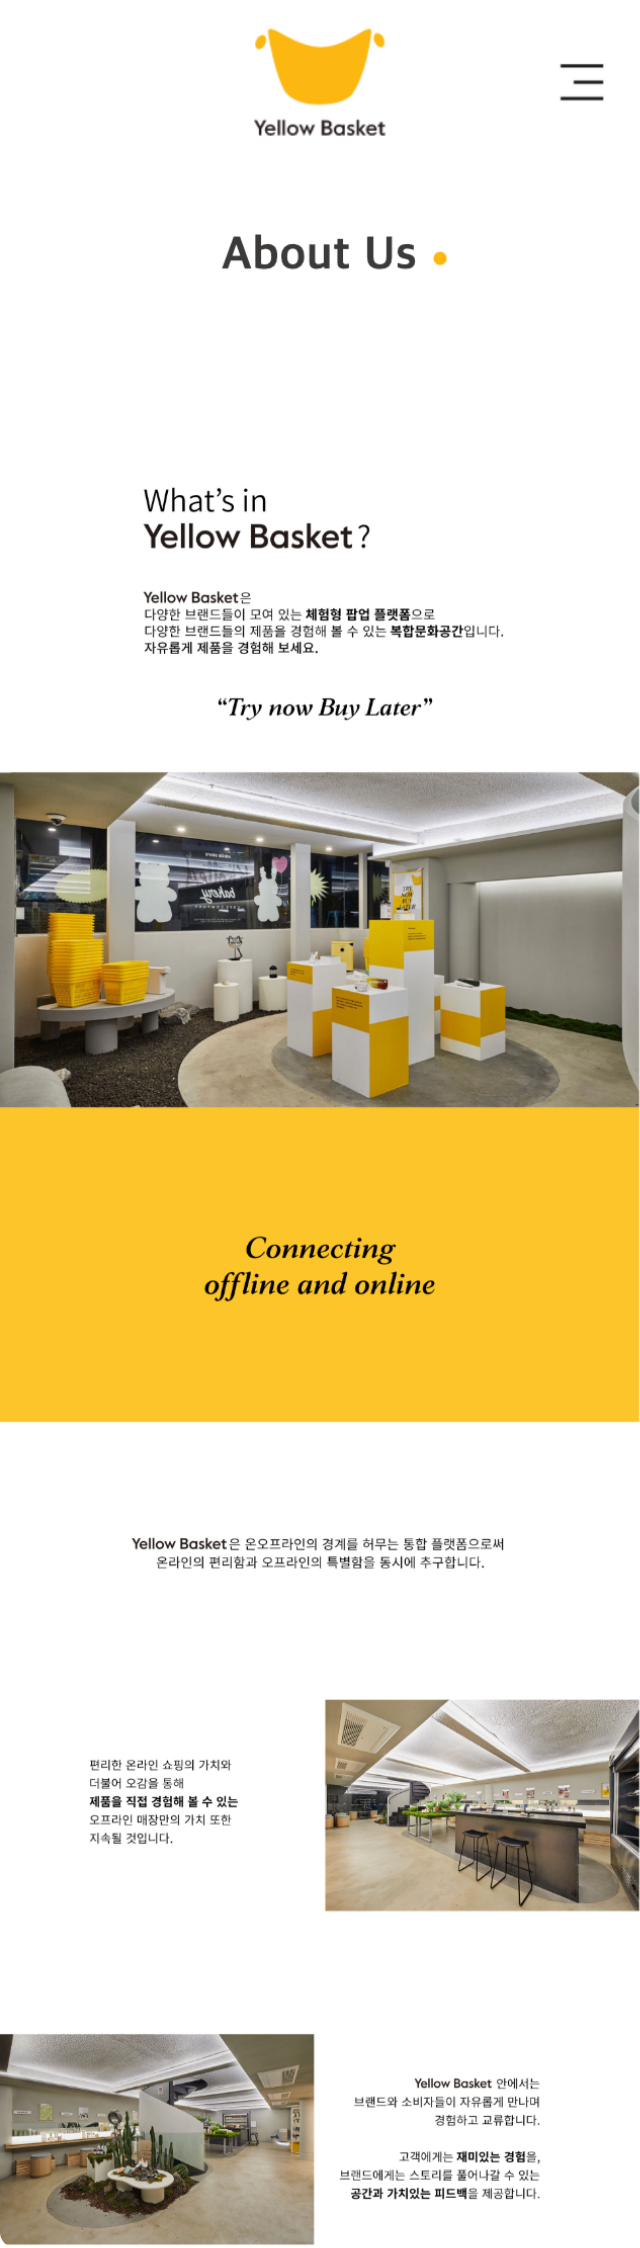 Yellow Basket
About Us
What's in
Yellow Basket?
Yellow Basket은
다양한 브랜드들이 모여 있는 체험형 팝업 플랫폼으로
다양한 브랜드들의 제품을 경험해 볼 수 있는 복합문화공간입니다.
자유롭게 제품을 경험해 보세요.
“Try now Buy Later”
bakery
TRY
NOW
BUY
LATER
Connecting
offline and online
Yellow Basket은 온오프라인의 경계를 허무는 통합 플랫폼으로써
온라인의 편리함과 오프라인의 특별함을 동시에 추구합니다.
편리한 온라인 쇼핑의 가치와
더불어 오감을 통해
제품을 직접 경험해 볼 수 있는
오프라인 매장만의 가치 또한
지속될 것입니다.
Yellow Basket 안에서는
브랜드와 소비자들이 자유롭게 만나며
경험하고 교류합니다.
고객에게는 재미있는 경험을,
브랜드에게는 스토리를 풀어나갈 수 있는
공간과 가치있는 피드백을 제공합니다.